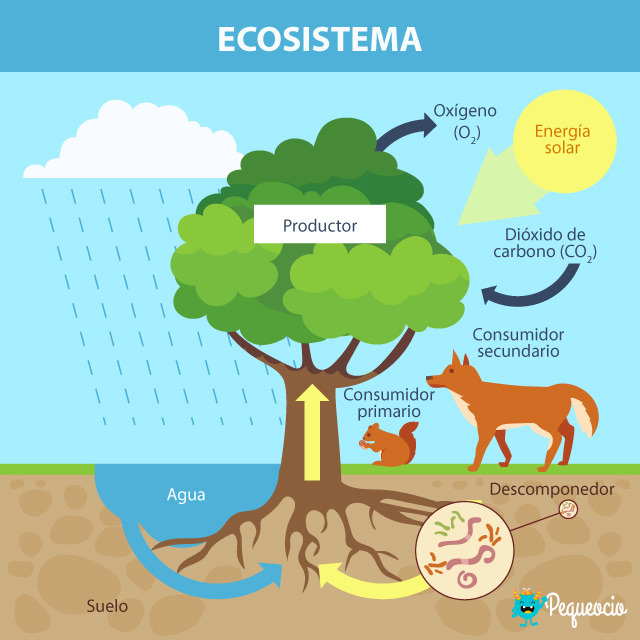 ECOSISTEMA
Oxígeno
(O₂)
Energía
solar
Productor
Dióxido de
carbono (CO₂)
Consumidor
secundario
Consumidor
primario
Agua
Descomponedor
Suelo
Pequeocio